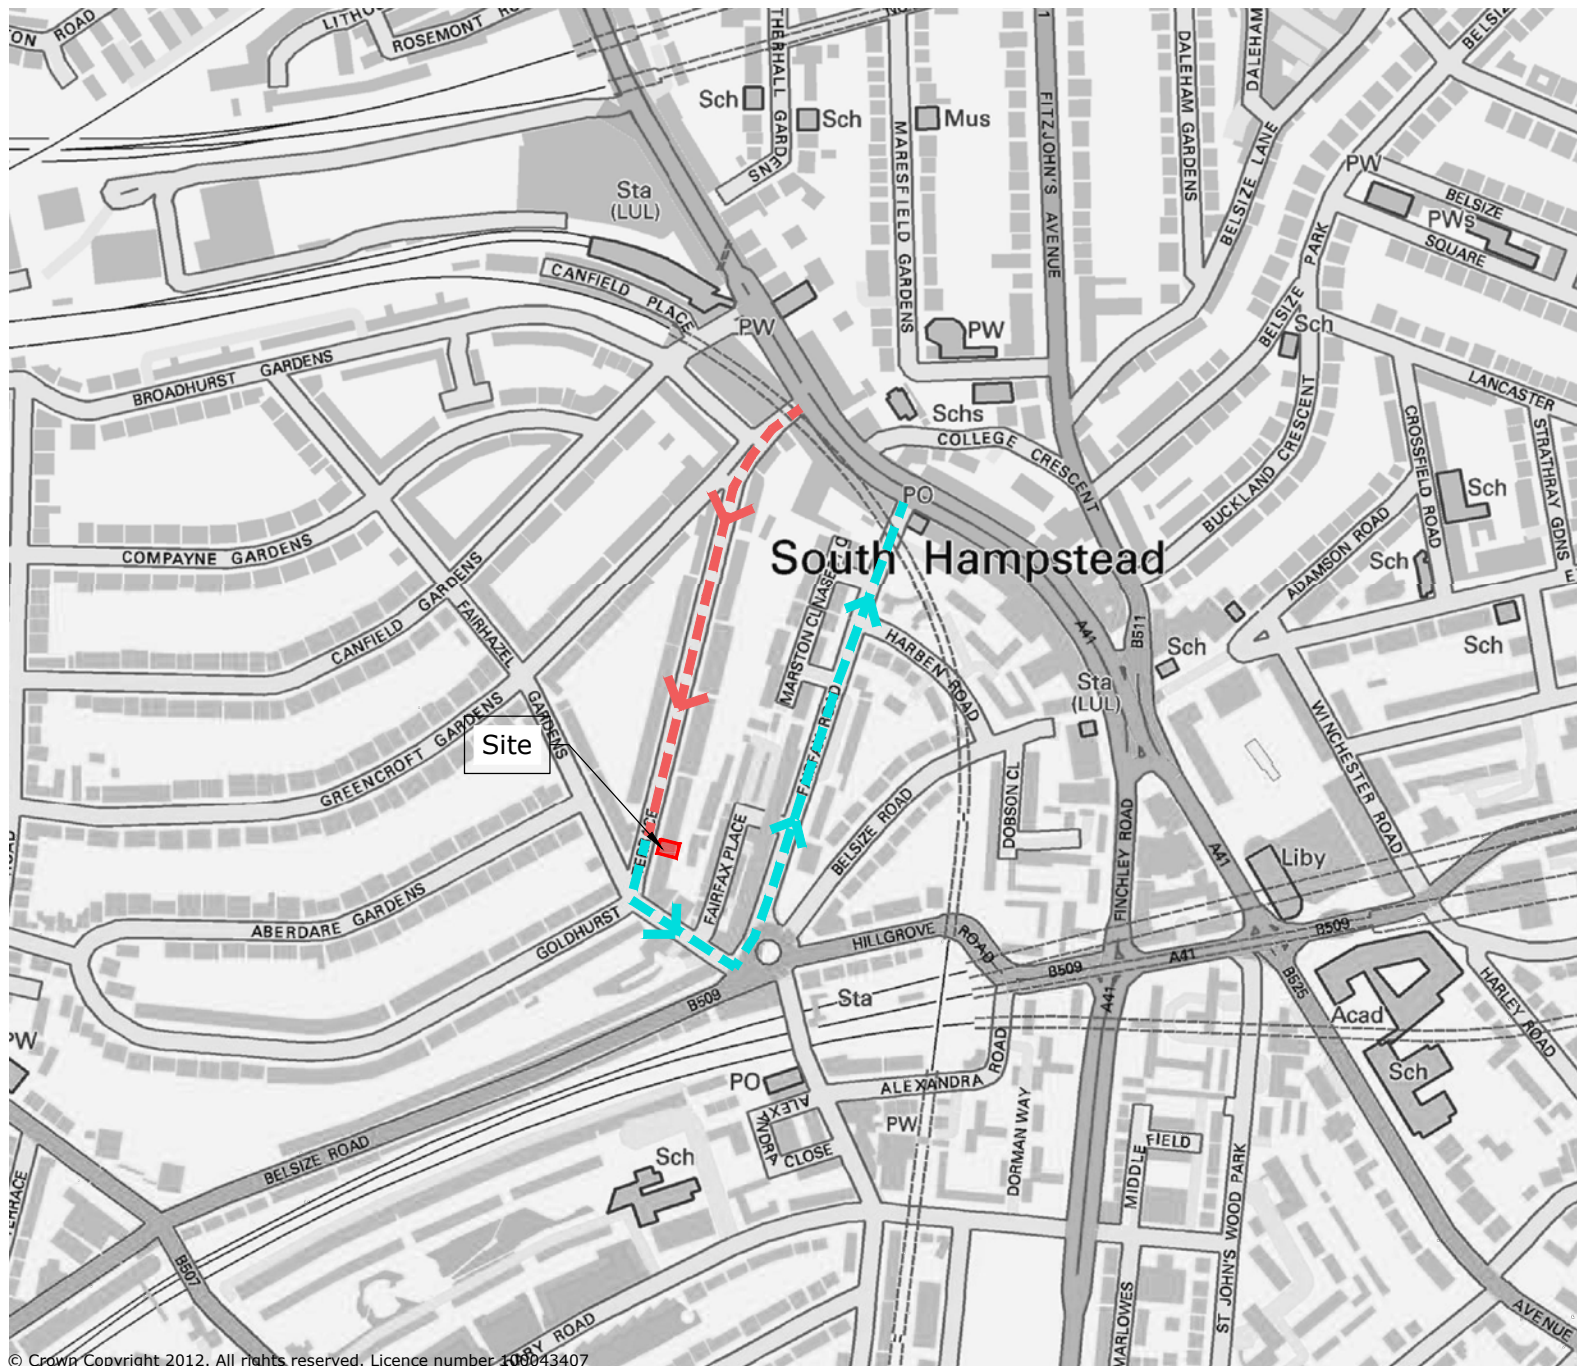 ROAD
ROSEMONT
Sch
Sch
Mus
GARDENS
MARESFIELD GARDENS
FITZJOHN'S AVENUE
DALEHAM GARDENS
DALEHAM
BELSIZE LANE
PW
BELSIZE
SQUARE
PWs
BELSIZE PARK
Sta
(LUL)
CANFIELD PLACE
PW
PW
Sch
BROADHURST GARDENS
Schs
COLLEGE CRESCENT
LANCASTER
CROSSFIELD ROAD
STRATHRAY GDNS
BUCKLAND CRESCENT
PO
Sch
ADAMSON ROAD
South Hampstead
COMPAYNE GARDENS
CANFIELD GARDENS
FAIRHAZEL GARDENS
MARSTON CL
HARBEN ROAD
A41
B511
Sch
Sch
Sch
Sta
(LUL)
GREENCROFT GARDENS
Site
FAIRFAX ROAD
WINCHESTER ROAD
DOBSON CL
BELSIZE ROAD
FAIRFAX PLACE
FINCHLEY ROAD
A41
Liby
ABERDARE GARDENS
GOLDHURST
HILLGROVE ROAD
B509
A41
B509
B509
A41
B525
Sta
Acad
HARLEY ROAD
PW
PO
ALEXANDRA ROAD
ALEXANDRA CLOSE
PW
DORMAN WAY
Sch
Sch
MIDDLE
FIELD
ST JOHN'S WOOD PARK
BELSIZE ROAD
B507
ROAD
MARLOWES
AVENUE
© Crown Copyright 2012. All rights reserved. Licence number 100043407